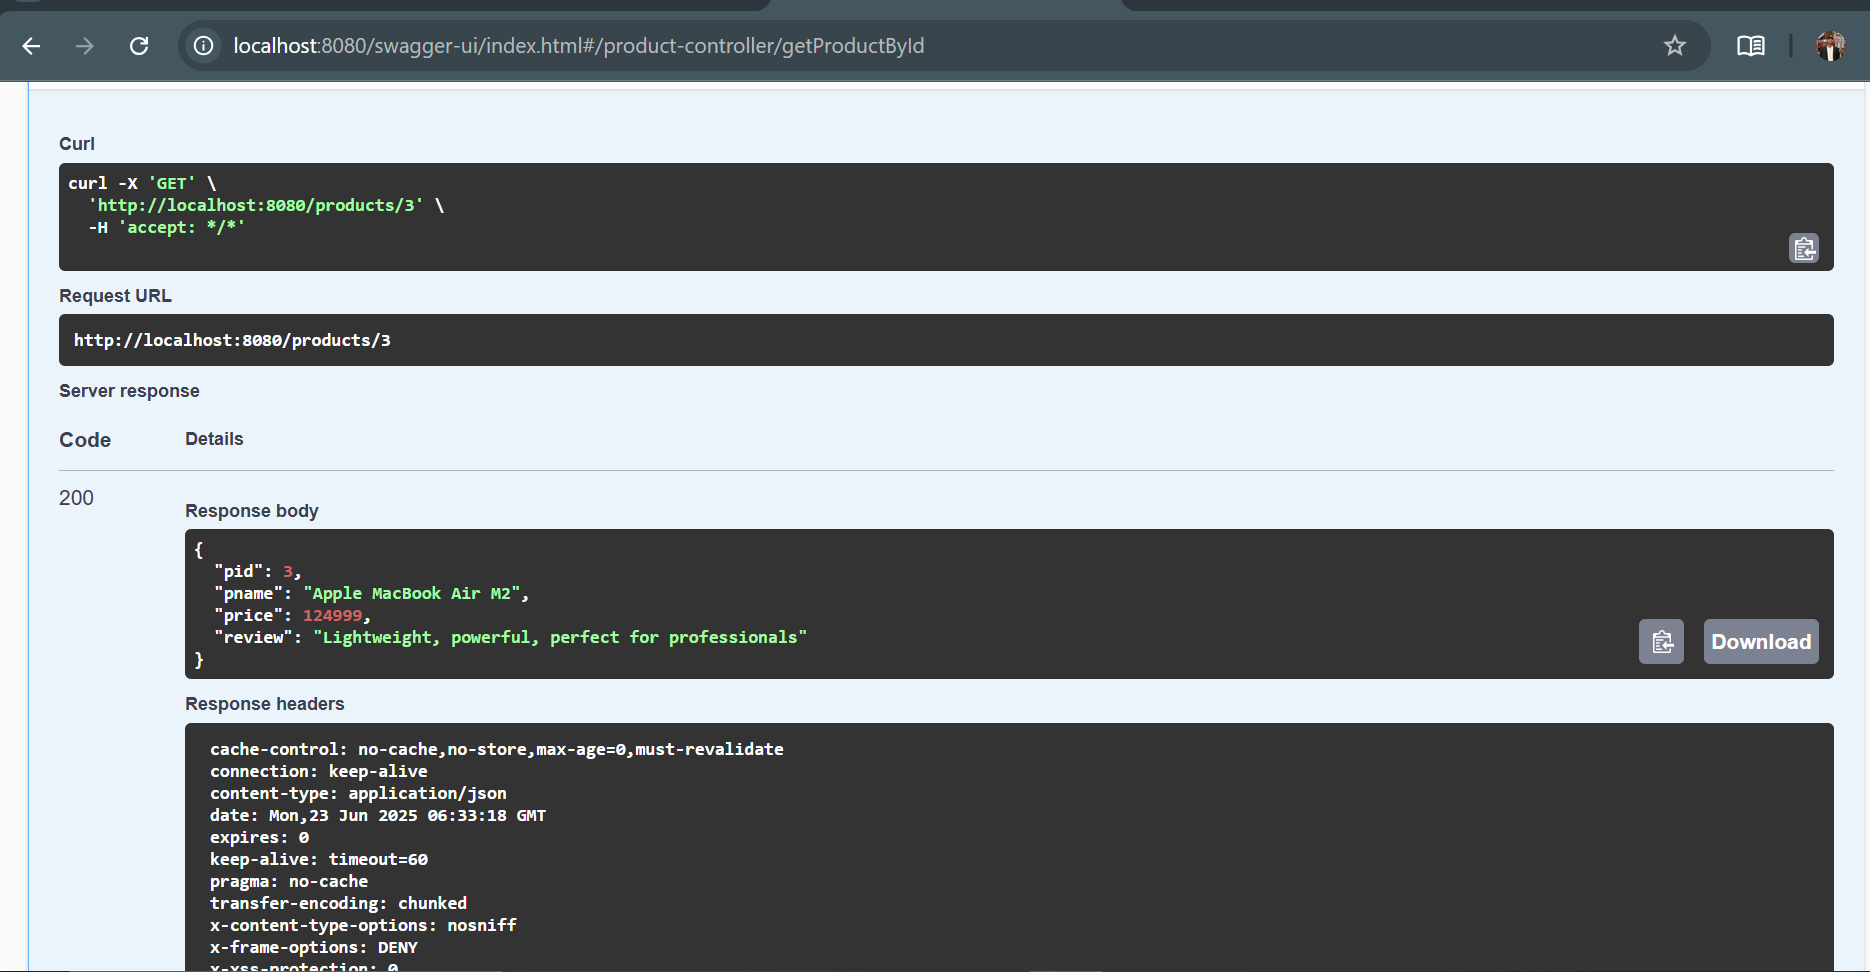 localhost:8080/swagger-ui/index.html#/product-controller/getProductById
Curl
curl -X 'GET' \
  'http://localhost:8080/products/3' \
  -H 'accept: */*'
Request URL
http://localhost:8080/products/3
Server response
Code Details
200
Response body
{
  "pid": 3,
  "pname": "Apple MacBook Air M2",
  "price": 124999,
  "review": "Lightweight, powerful, perfect for professionals"
}
Download
Response headers
cache-control: no-cache,no-store,max-age=0,must-revalidate
connection: keep-alive
content-type: application/json
date: Mon,23 Jun 2025 06:33:18 GMT
expires: 0
keep-alive: timeout=60
pragma: no-cache
transfer-encoding: chunked
x-content-type-options: nosniff
x-frame-options: DENY
x-xss-protection: 0